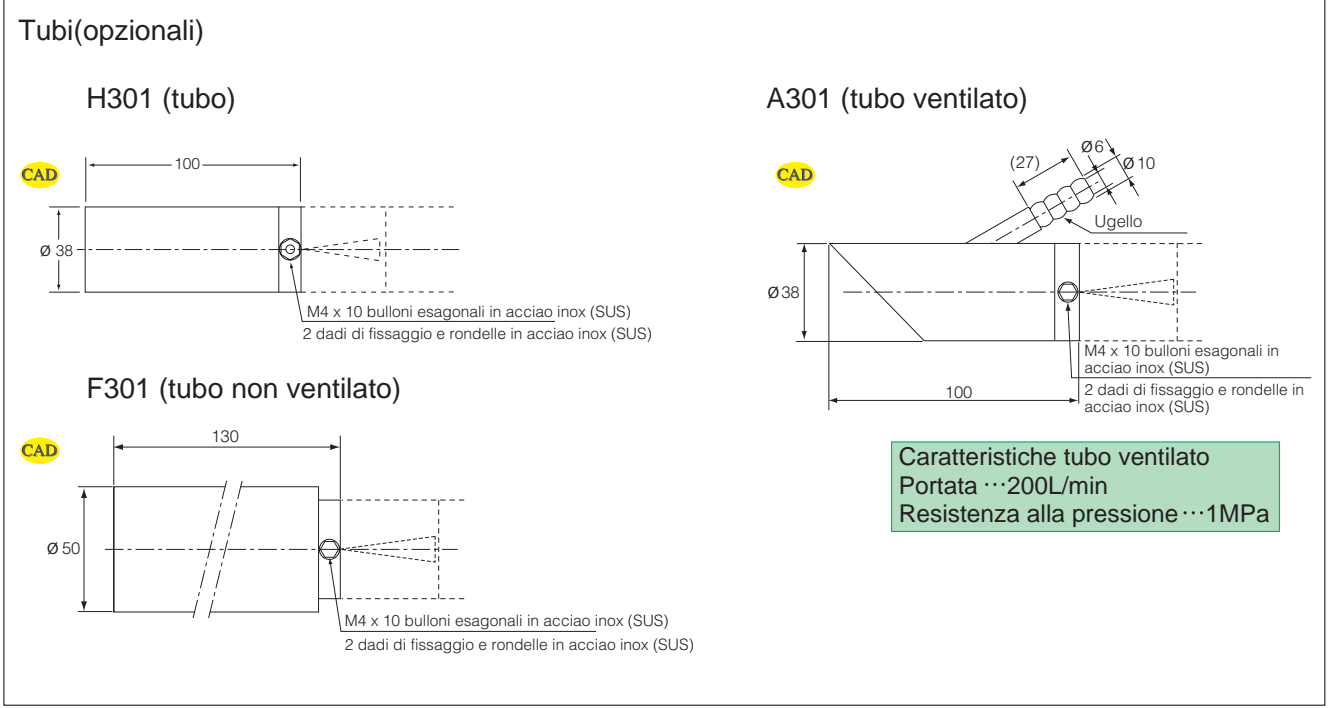 Tubi(opzionali)
H301 (tubo)
CAD
100
Ø 38
M4 x 10 bulloni esagonali in acciao inox (SUS)
2 dadi di fissaggio e rondelle in acciao inox (SUS)
F301 (tubo non ventilato)
CAD
130
Ø 50
M4 x 10 bulloni esagonali in acciao inox (SUS)
2 dadi di fissaggio e rondelle in acciao inox (SUS)
A301 (tubo ventilato)
CAD
(27)
Ø6
Ø 10
Ugello
Ø 38
M4 x 10 bulloni esagonali in
acciao inox (SUS)
2 dadi di fissaggio e rondelle in
acciao inox (SUS)
100
Caratteristiche tubo ventilato
Portata ···200L/min
Resistenza alla pressione ···1MPa